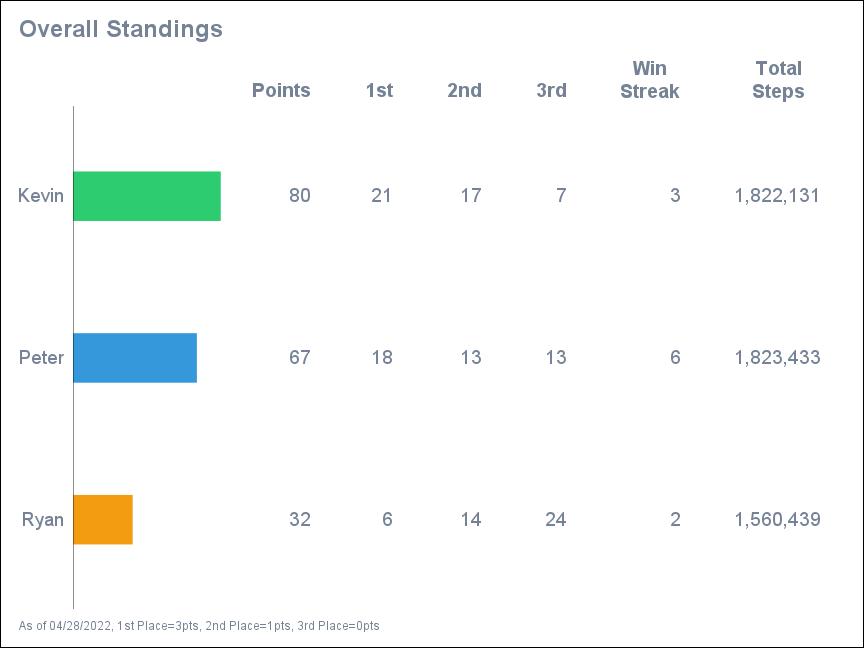 Overall Standings
Points 1st 2nd 3rd Win Streak Total Steps
Kevin 80 21 17 7 3 1,822,131
Peter 67 18 13 13 6 1,823,433
Ryan 32 6 14 24 2 1,560,439
As of 04/28/2022, 1st Place=3pts, 2nd Place=1pts, 3rd Place=0pts